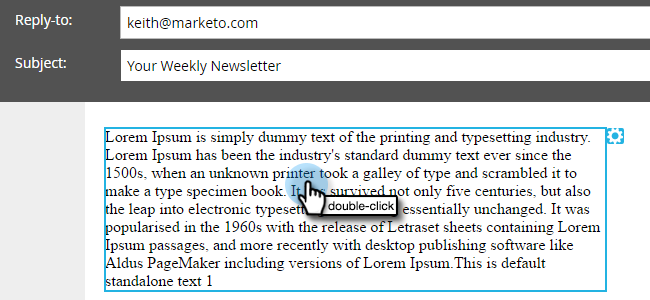 Reply-to: keith@marketo.com
Subject: Your Weekly Newsletter
Lorem Ipsum is simply dummy text of the printing and typesetting industry.
Lorem Ipsum has been the industry's standard dummy text ever since the
1500s, when an unknown printer took a galley of type and scrambled it to
make a type specimen book. It survived not only five centuries, but also
the leap into electronic essentially unchanged. It was
double-click
popularised in the 1960s with the release of Letraset sheets containing Lorem
Ipsum passages, and more recently with desktop publishing software like
Aldus PageMaker including versions of Lorem Ipsum.This is default
standalone text 1